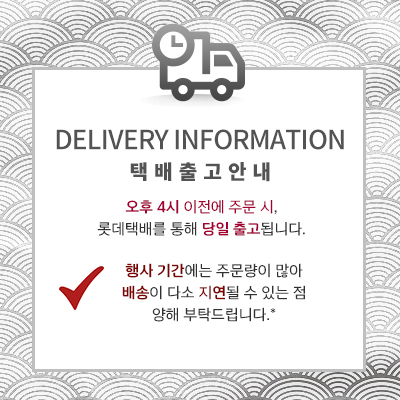 DELIVERY INFORMATION
택배출고안내
오후 4시 이전에 주문 시,
롯데택배를 통해 당일 출고됩니다.
행사 기간에는 주문량이 많아
배송이 다소 지연될 수 있는 점
양해 부탁드립니다.*